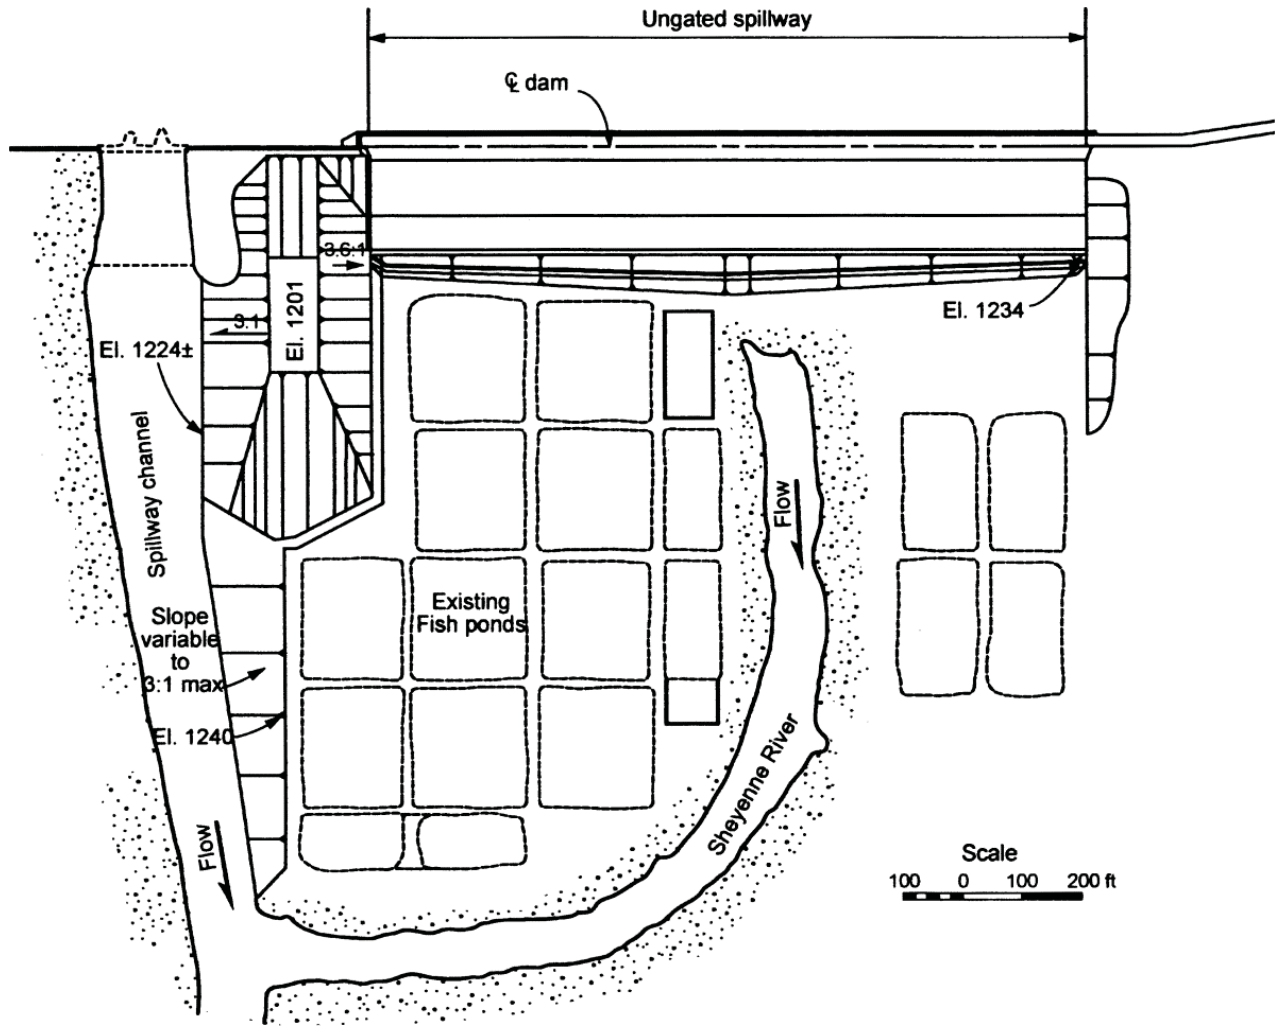 Ungated spillway
℄ dam
3.6:1
El. 1201
3:1
El. 1234
El. 1224±
Spillway channel
Flow
Existing
Fish ponds
Slope
variable
to
3:1 max
El. 1240
Sheyenne River
Flow
Scale
100 0 100 200 ft